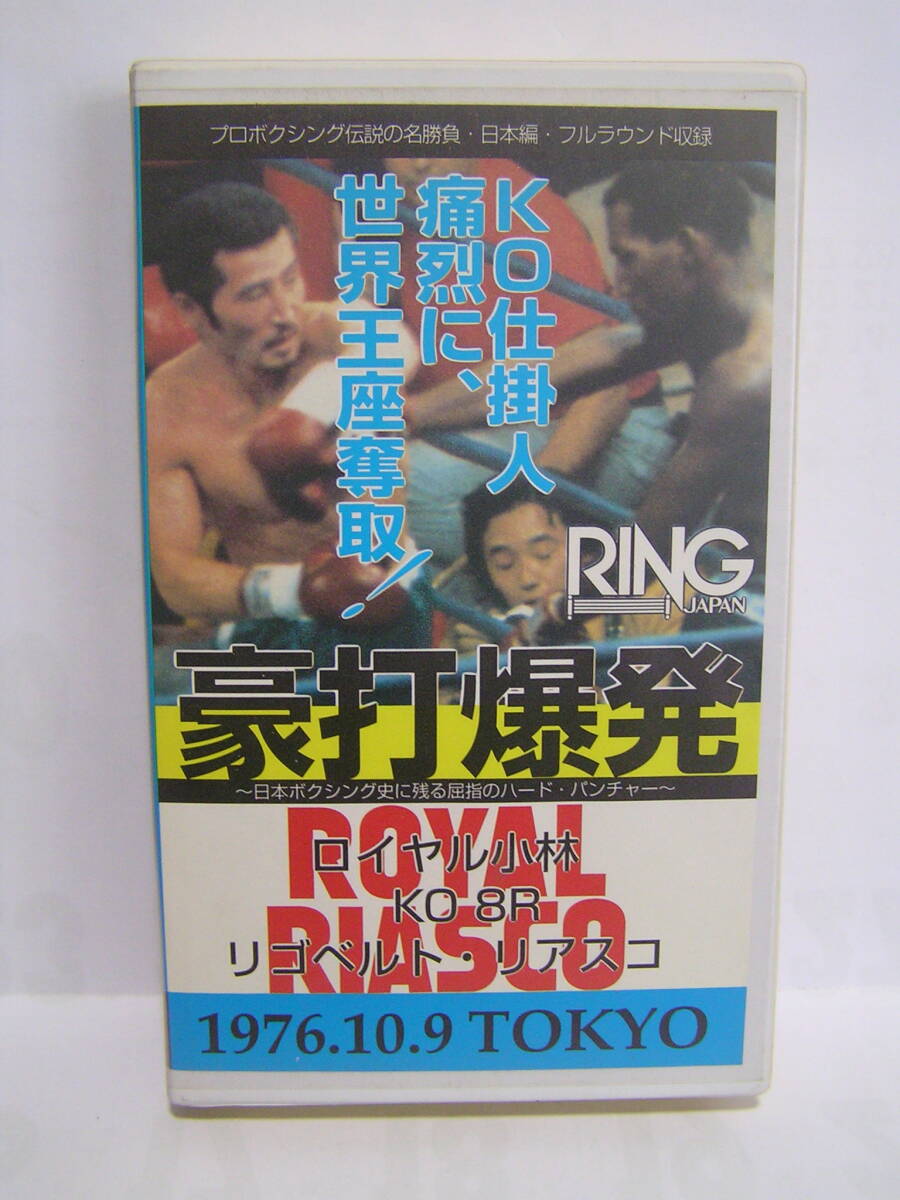 プロボクシング伝説の名勝負・日本編・フルラウンド収録
KO仕掛人
痛烈に、
世界王座奪取!
RING
JAPAN
豪打爆発
～日本ボクシング史に残る屈指のハード・パンチャー～
ROYAL
ロイヤル小林
KO 8R
RIASCO
リゴベルト・リアスコ
1976.10.9 TOKYO